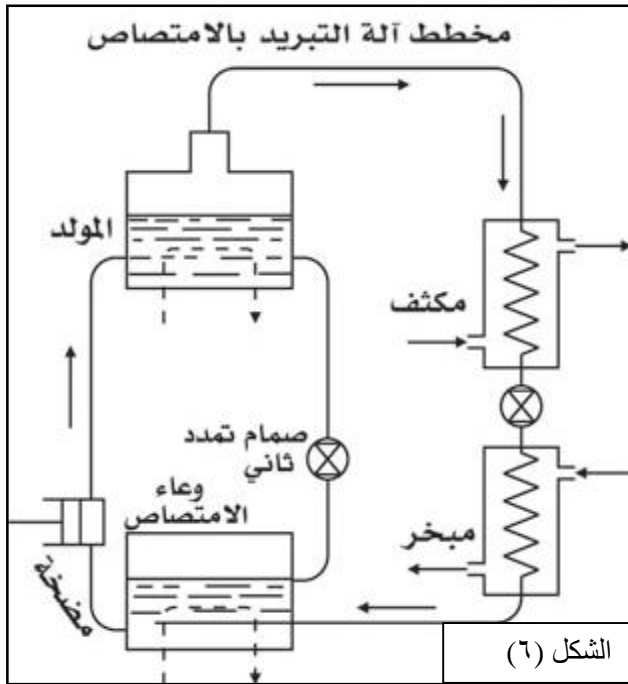 مخطط آلة التبريد بالامتصاص
المولد
مكثف
صمام تمدد
ثاني
وعاء
الامتصاص
مبخر
مضخة
الشكل (٦)